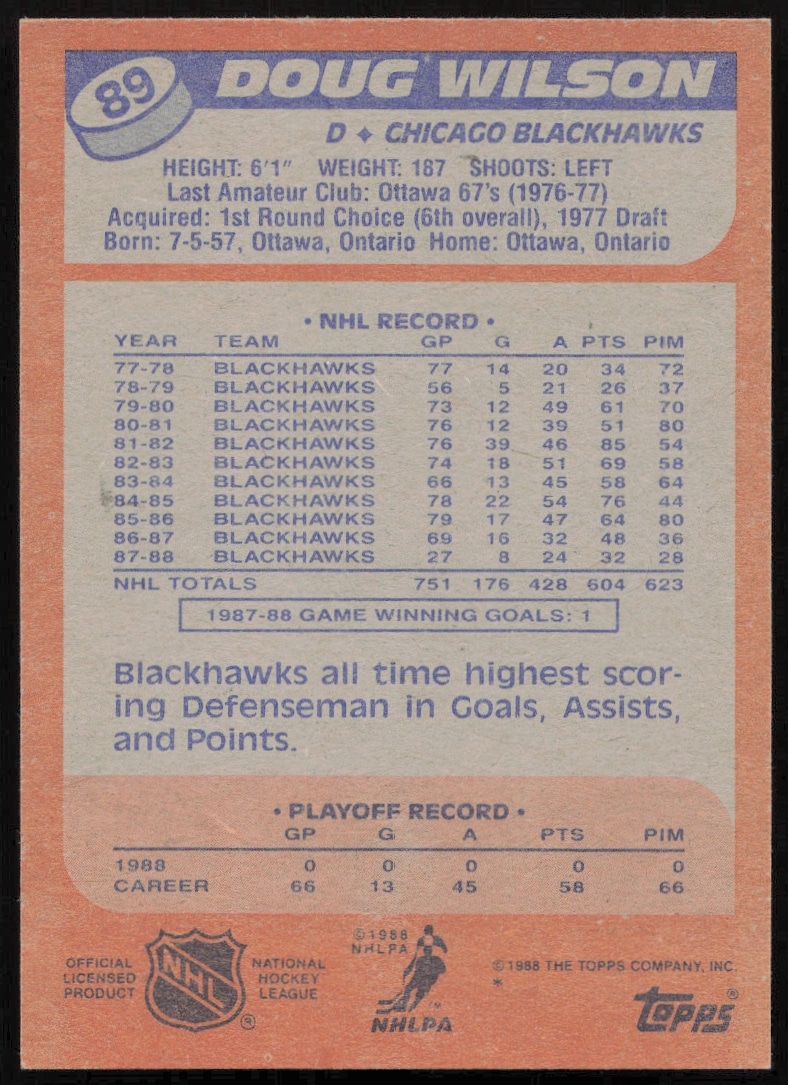 89
DOUG WILSON
D ♦ CHICAGO BLACKHAWKS
HEIGHT: 6'1" WEIGHT: 187 SHOOTS: LEFT
Last Amateur Club: Ottawa 67's (1976-77)
Acquired: 1st Round Choice (6th overall), 1977 Draft
Born: 7-5-57, Ottawa, Ontario Home: Ottawa, Ontario
• NHL RECORD •
YEAR TEAM GP G A PTS PIM
77-78 BLACKHAWKS 77 14 20 34 72
78-79 BLACKHAWKS 56 5 21 26 37
79-80 BLACKHAWKS 73 12 49 61 70
80-81 BLACKHAWKS 76 12 39 51 80
81-82 BLACKHAWKS 76 39 46 85 54
82-83 BLACKHAWKS 74 18 51 69 58
83-84 BLACKHAWKS 66 13 45 58 64
84-85 BLACKHAWKS 78 22 54 76 44
85-86 BLACKHAWKS 79 17 47 64 80
86-87 BLACKHAWKS 69 16 32 48 36
87-88 BLACKHAWKS 27 8 24 32 28
NHL TOTALS 751 176 428 604 623
1987-88 GAME WINNING GOALS: 1
Blackhawks all time highest scor-
ing Defenseman in Goals, Assists,
and Points.
• PLAYOFF RECORD •
GP G A PTS PIM
1988 0 0 0 0 0
CAREER 66 13 45 58 66
OFFICIAL
LICENSED
PRODUCT
NHL
®
NATIONAL
HOCKEY
LEAGUE
©1988
NHLPA
™
NHLPA
©1988 THE TOPPS COMPANY, INC.
*
TOPPS®